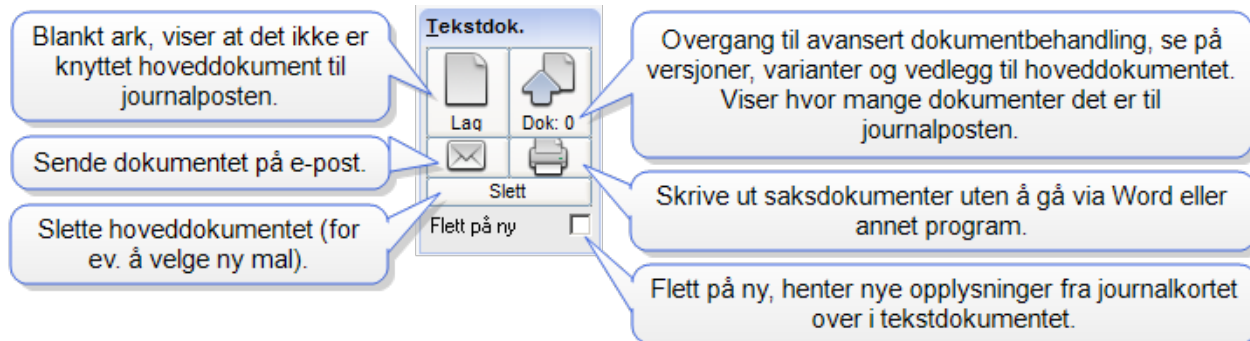 Blankt ark, viser at det ikke er
knyttet hoveddokument til
journalposten.
Sende dokumentet på e-post.
Slette hoveddokumentet (for
ev. å velge ny mal).
Tekstdok.
Lag
Dok: 0
Slett
Flett på ny
Overgang til avansert dokumentbehandling, se på
versjoner, varianter og vedlegg til hoveddokumentet.
Viser hvor mange dokumenter det er til
journalposten.
Skrive ut saksdokumenter uten å gå via Word eller
annet program.
Flett på ny, henter nye opplysninger fra journalkortet
over i tekstdokumentet.